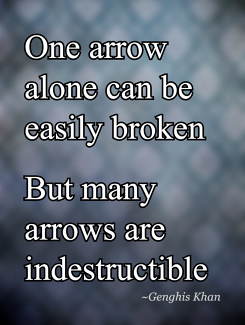 One arrow
alone can be
easily broken
But many
arrows are
indestructible
~Genghis Khan